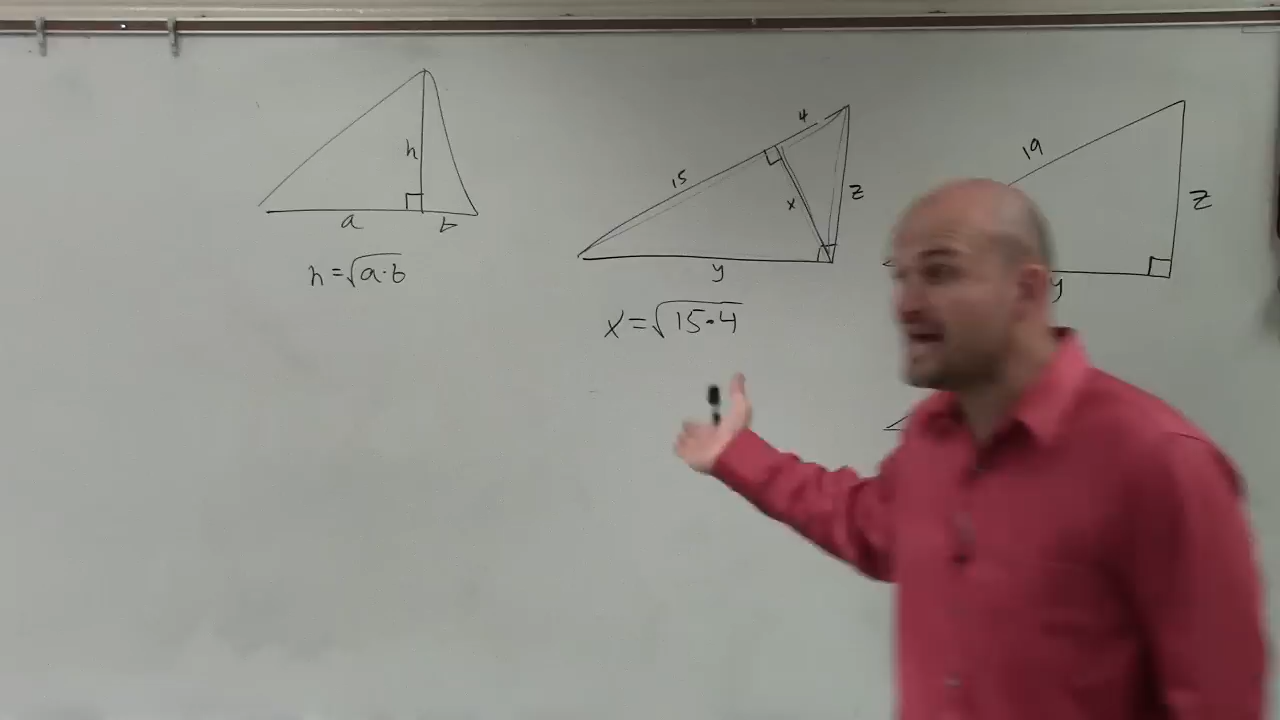 h
a
b
h = √a·b
15
4
x
z
y
x = √15·4
19
z
y